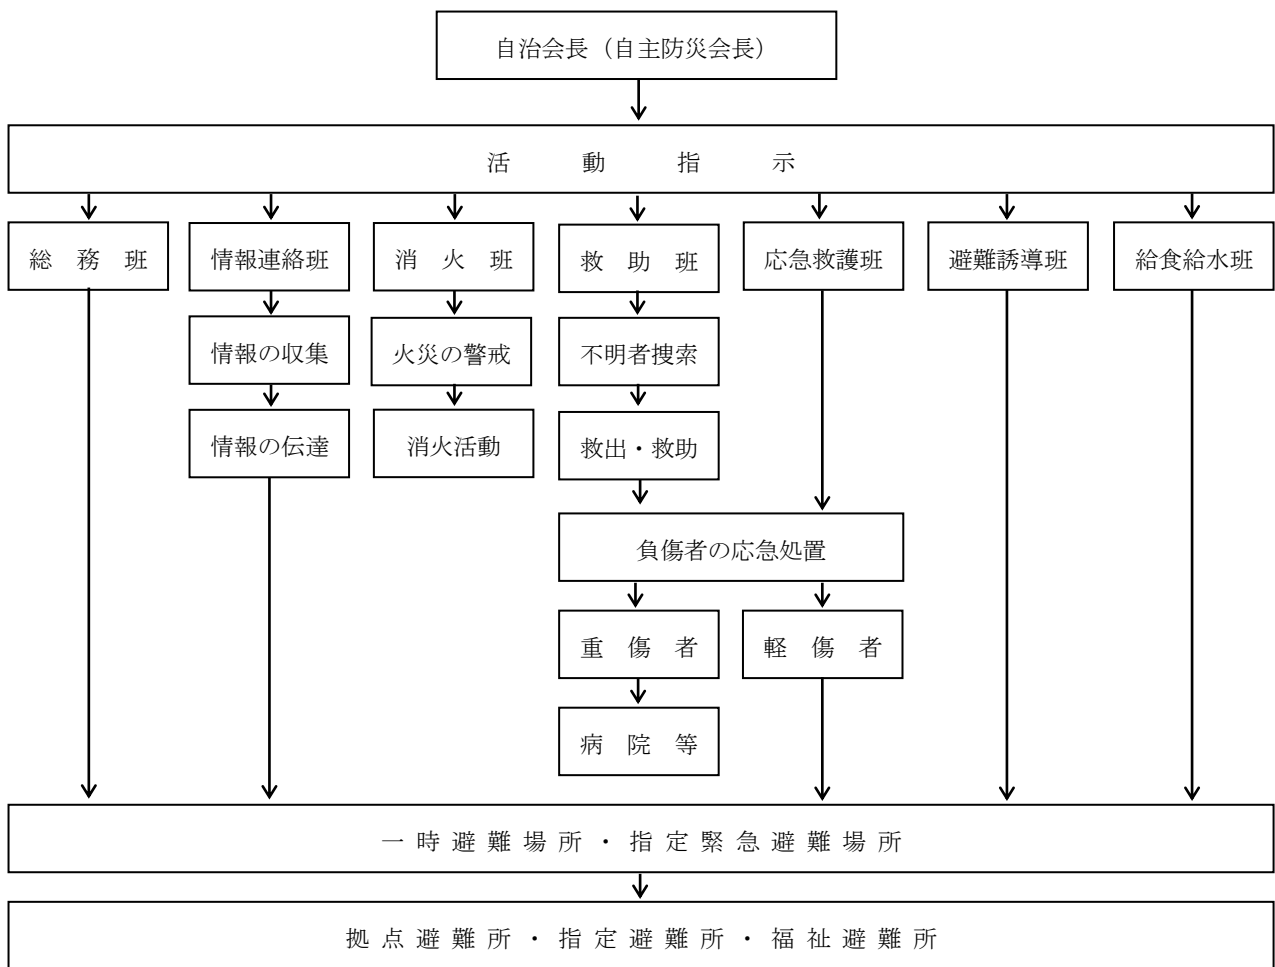 自治会長（自主防災会長）
活動指示
総務班
情報連絡班
消火班
救助班
応急救護班
避難誘導班
給食給水班
情報の収集
火災の警戒
不明者捜索
情報の伝達
消火活動
救出・救助
負傷者の応急処置
重傷者
軽傷者
病院等
一時避難場所・指定緊急避難場所
拠点避難所・指定避難所・福祉避難所